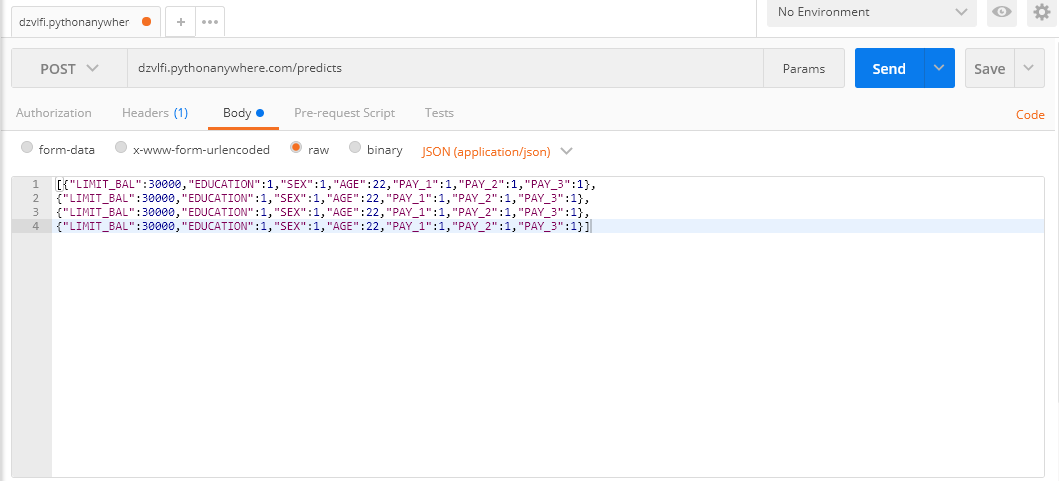 dzvlfi.pythonanywher
+
•••
No Environment
POST
dzvlfi.pythonanywhere.com/predicts
Params
Send
Save
Authorization
Headers (1)
Body
Pre-request Script
Tests
Code
form-data
x-www-form-urlencoded
raw
binary
JSON (application/json)
1 [{"LIMIT_BAL":30000,"EDUCATION":1,"SEX":1,"AGE":22,"PAY_1":1,"PAY_2":1,"PAY_3":1},
2 {"LIMIT_BAL":30000,"EDUCATION":1,"SEX":1,"AGE":22,"PAY_1":1,"PAY_2":1,"PAY_3":1},
3 {"LIMIT_BAL":30000,"EDUCATION":1,"SEX":1,"AGE":22,"PAY_1":1,"PAY_2":1,"PAY_3":1},
4 {"LIMIT_BAL":30000,"EDUCATION":1,"SEX":1,"AGE":22,"PAY_1":1,"PAY_2":1,"PAY_3":1}]